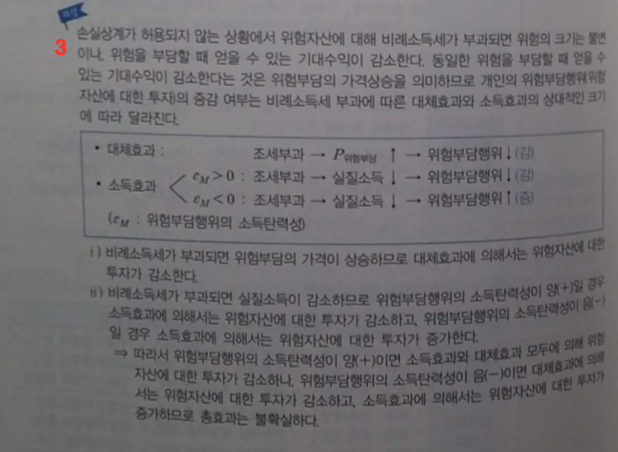 해설
3
손실상계가 허용되지 않는 상황에서 위험자산에 대해 비례소득세가 부과되면 위험의 크기는 불변
이나, 위험을 부담할 때 얻을 수 있는 기대수익이 감소한다. 동일한 위험을 부담할 때 얻을 수
있는 기대수익이 감소한다는 것은 위험부담의 가격상승을 의미하므로 개인의 위험부담행위(위험
자산에 대한 투자)의 증감 여부는 비례소득세 부과에 따른 대체효과와 소득효과의 상대적인 크기
에 따라 달라진다.
• 대체효과 : 조세부과 → P위험부담 ↑ → 위험부담행위↓(감)
• 소득효과
εM > 0 : 조세부과 → 실질소득 ↓ → 위험부담행위↓(감)
εM < 0 : 조세부과 → 실질소득 ↓ → 위험부담행위↑(증)
(εM : 위험부담행위의 소득탄력성)
ⅰ) 비례소득세가 부과되면 위험부담의 가격이 상승하므로 대체효과에 의해서는 위험자산에 대한
투자가 감소한다.
ⅱ) 비례소득세가 부과되면 실질소득이 감소하므로 위험부담행위의 소득탄력성이 양(+)일 경우
소득효과에 의해서는 위험자산에 대한 투자가 감소하고, 위험부담행위의 소득탄력성이 음(−)
일 경우 소득효과에 의해서는 위험자산에 대한 투자가 증가한다.
⇒ 따라서 위험부담행위의 소득탄력성이 양(+)이면 소득효과와 대체효과 모두에 의해 위험
자산에 대한 투자가 감소하나, 위험부담행위의 소득탄력성이 음(−)이면 대체효과에 의해
서는 위험자산에 대한 투자가 감소하고, 소득효과에 의해서는 위험자산에 대한 투자가
증가하므로 총효과는 불확실하다.